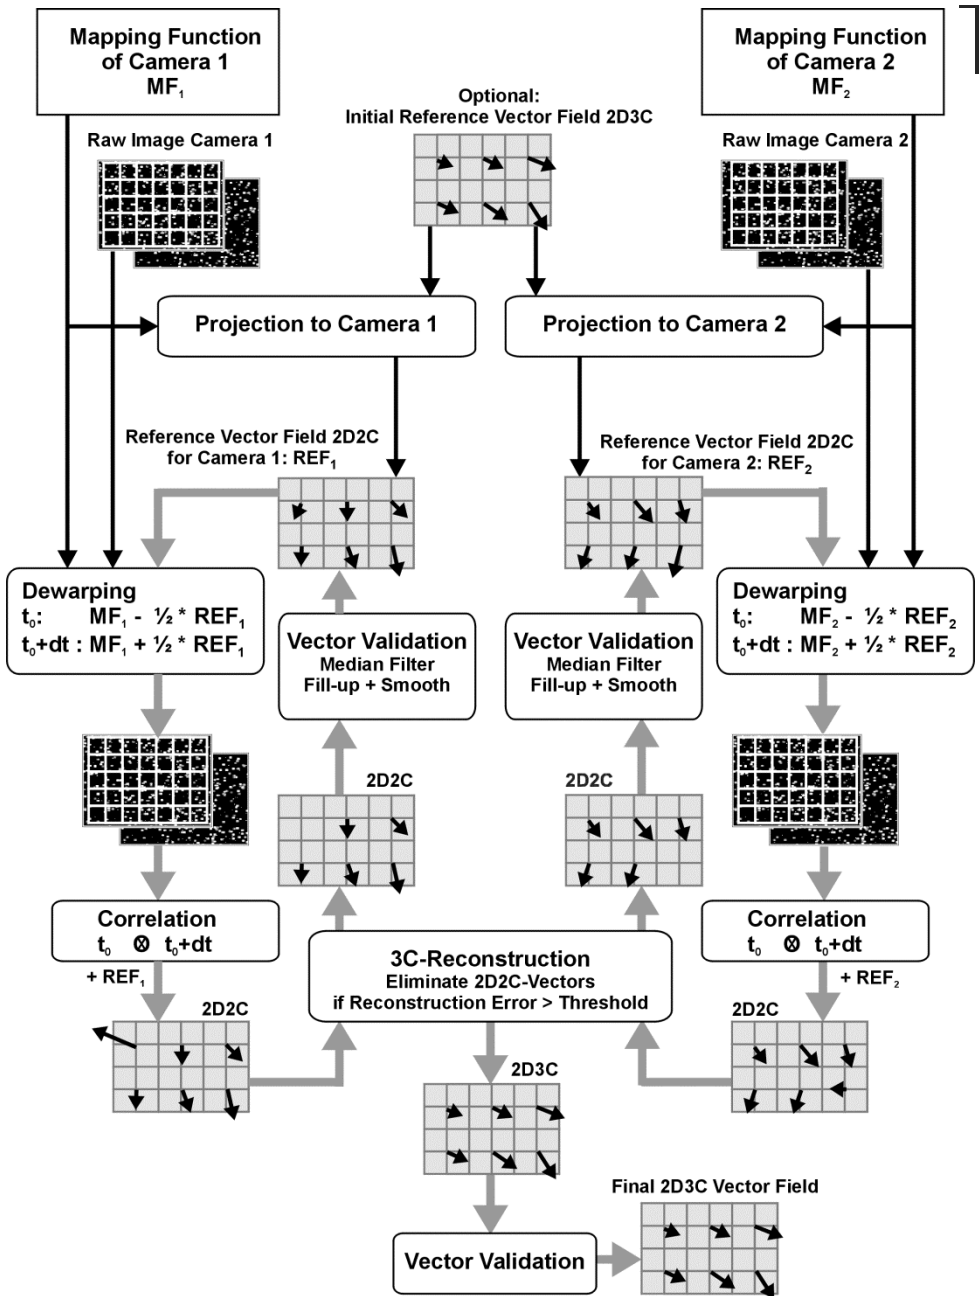 Mapping Function
of Camera 1
MF₁
Mapping Function
of Camera 2
MF₂
Optional:
Initial Reference Vector Field 2D3C
Raw Image Camera 1
Raw Image Camera 2
Projection to Camera 1
Projection to Camera 2
Reference Vector Field 2D2C
for Camera 1: REF₁
Reference Vector Field 2D2C
for Camera 2: REF₂
Dewarping
t₀: MF₁ - ½ * REF₁
t₀+dt : MF₁ + ½ * REF₁
Vector Validation
Median Filter
Fill-up + Smooth
Vector Validation
Median Filter
Fill-up + Smooth
Dewarping
t₀: MF₂ - ½ * REF₂
t₀+dt : MF₂ + ½ * REF₂
2D2C
2D2C
Correlation
t₀ ⊗ t₀+dt
+ REF₁
3C-Reconstruction
Eliminate 2D2C-Vectors
if Reconstruction Error > Threshold
Correlation
t₀ ⊗ t₀+dt
+ REF₂
2D2C
2D2C
2D3C
Final 2D3C Vector Field
Vector Validation